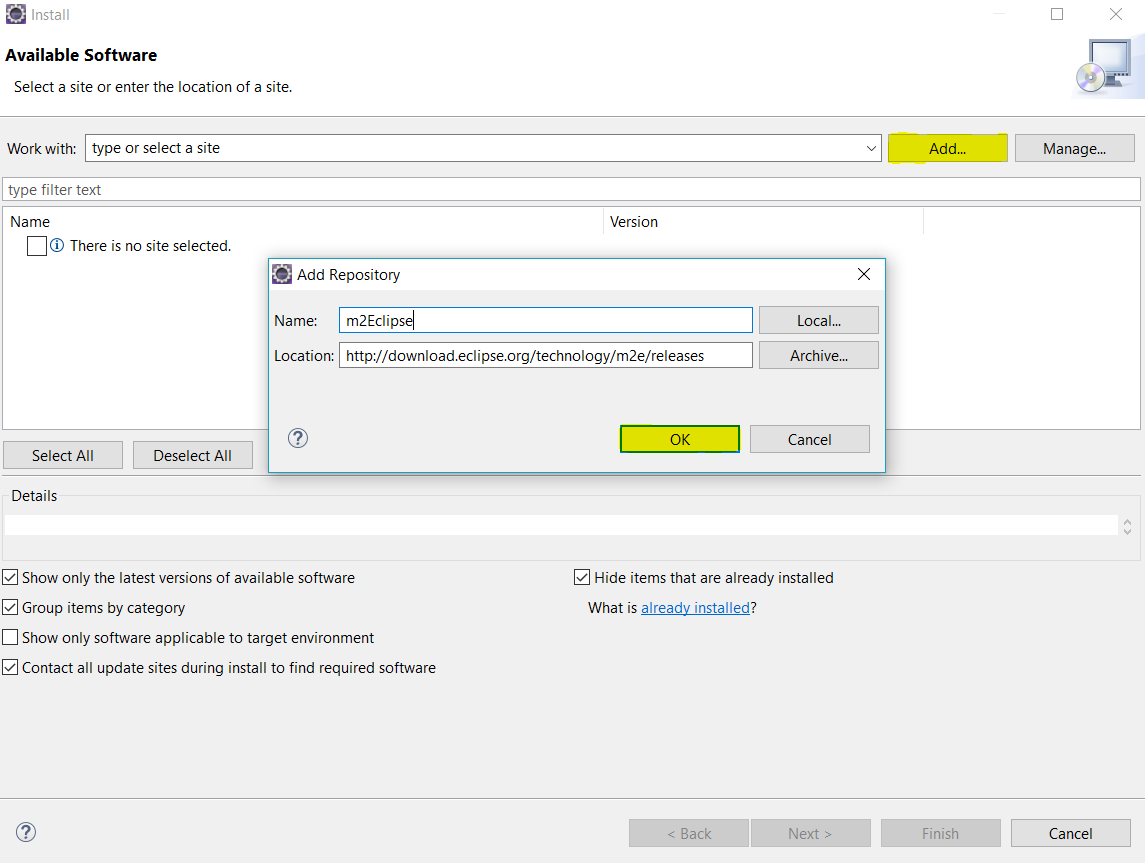 Install
Available Software
Select a site or enter the location of a site.
Work with: type or select a site Add... Manage...
type filter text
Name Version
There is no site selected.
Add Repository
Name: m2Eclipse Local...
Location: http://download.eclipse.org/technology/m2e/releases Archive...
? OK Cancel
Select All Deselect All
Details
Show only the latest versions of available software Hide items that are already installed
Group items by category What is already installed?
Show only software applicable to target environment
Contact all update sites during install to find required software
? < Back Next > Finish Cancel